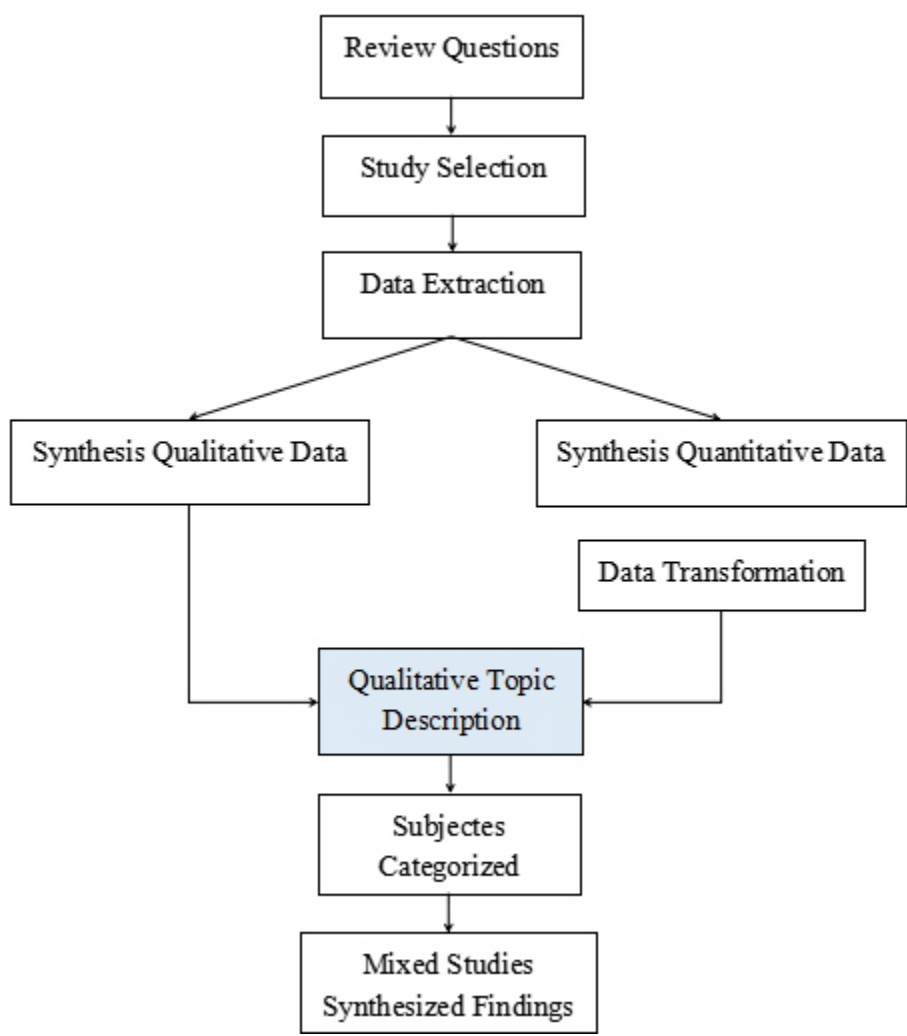 Review Questions
Study Selection
Data Extraction
Synthesis Qualitative Data
Synthesis Quantitative Data
Data Transformation
Qualitative Topic
Description
Subjectes
Categorized
Mixed Studies
Synthesized Findings